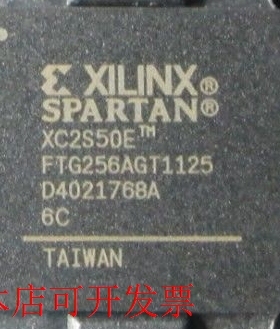 XILINX®
SPARTAN®
XC2S50E™
FTG256AGT1125
D4021768A
6C
TAIWAN
本店可开发票